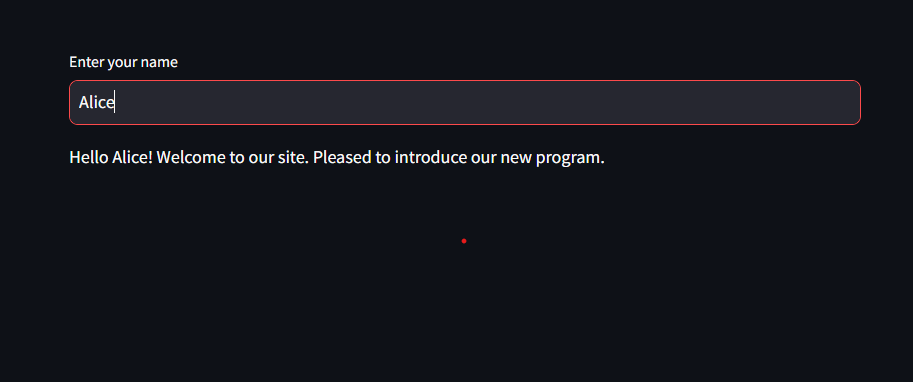 Enter your name
Alice
Hello Alice! Welcome to our site. Pleased to introduce our new program.